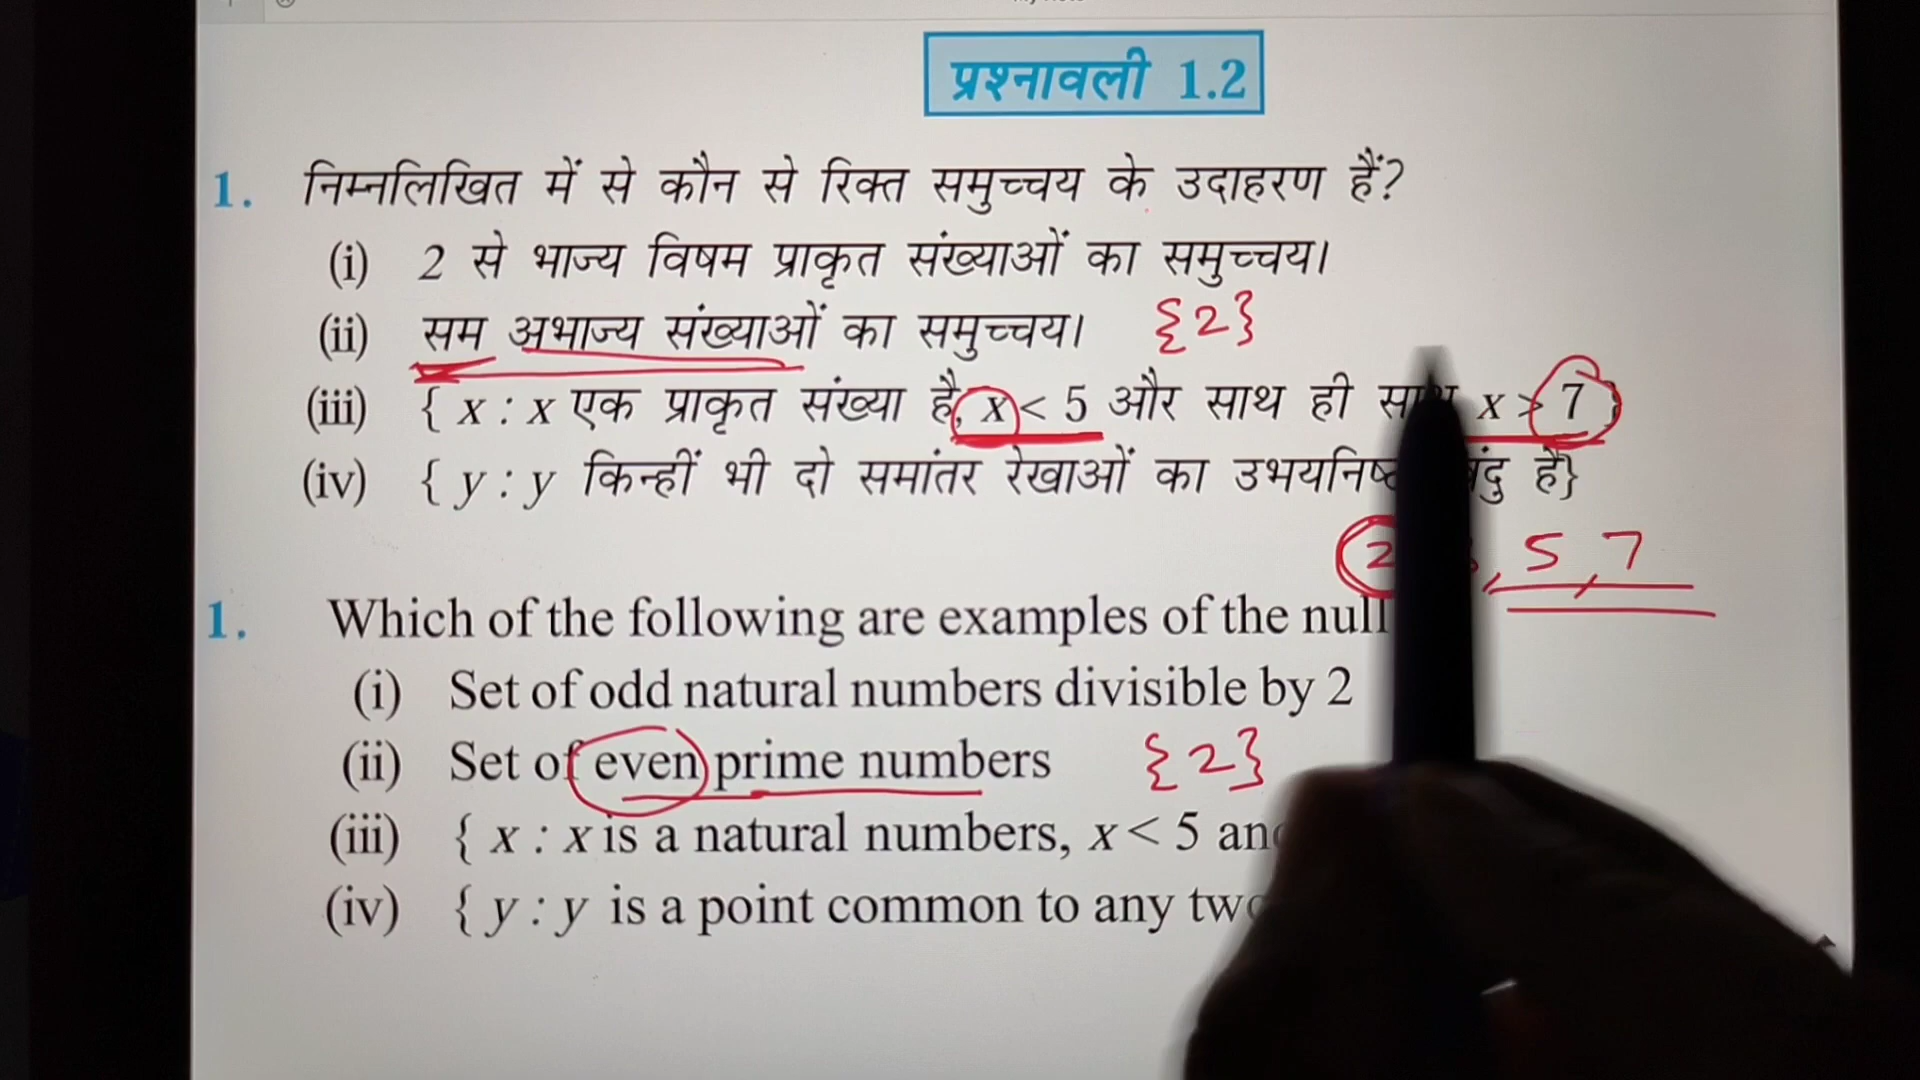 प्रश्नावली 1.2
1. निम्नलिखित में से कौन से रिक्त समुच्चय के उदाहरण हैं?
(i) 2 से भाज्य विषम प्राकृत संख्याओं का समुच्चय।
(ii) सम अभाज्य संख्याओं का समुच्चय। {2}
(iii) { x : x एक प्राकृत संख्या है, x < 5 और साथ ही साथ x > 7 }
(iv) { y : y किन्हीं भी दो समांतर रेखाओं का है}
2 , 5 , 7
1. Which of the following are examples of the null
(i) Set of odd natural numbers divisible by 2
(ii) Set of even prime numbers {2}
(iii) { x : x is a natural numbers, x < 5
(iv) { y : y is a point common to any